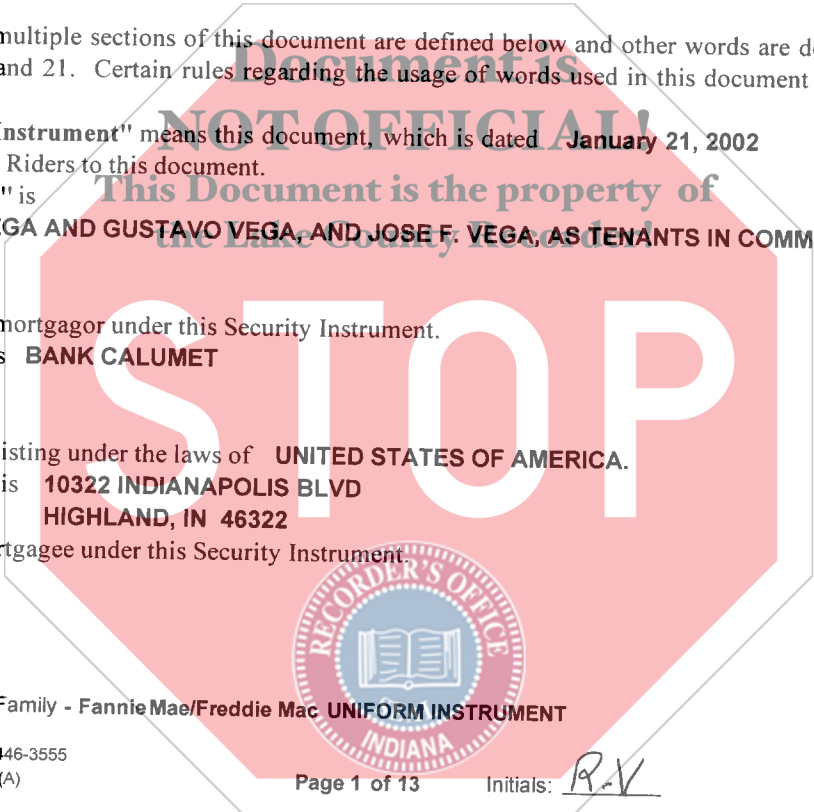 multiple sections of this document are defined below and other words are de
Document is
and 21. Certain rules regarding the usage of words used in this document
NOT OFFICIAL!
Instrument" means this document, which is dated January 21, 2002
Riders to this document.
This Document is the property of
" is
the Lake County Recorder!
GA AND GUSTAVO VEGA, AND JOSE F. VEGA, AS TENANTS IN COMM
mortgagor under this Security Instrument.
s BANK CALUMET
STOP
isting under the laws of UNITED STATES OF AMERICA.
is 10322 INDIANAPOLIS BLVD
HIGHLAND, IN 46322
rtgagee under this Security Instrument.
RECORDER'S OFFICE
INDIANA
Family - Fannie Mae/Freddie Mac UNIFORM INSTRUMENT
446-3555
(A)
Page 1 of 13 Initials: R.V